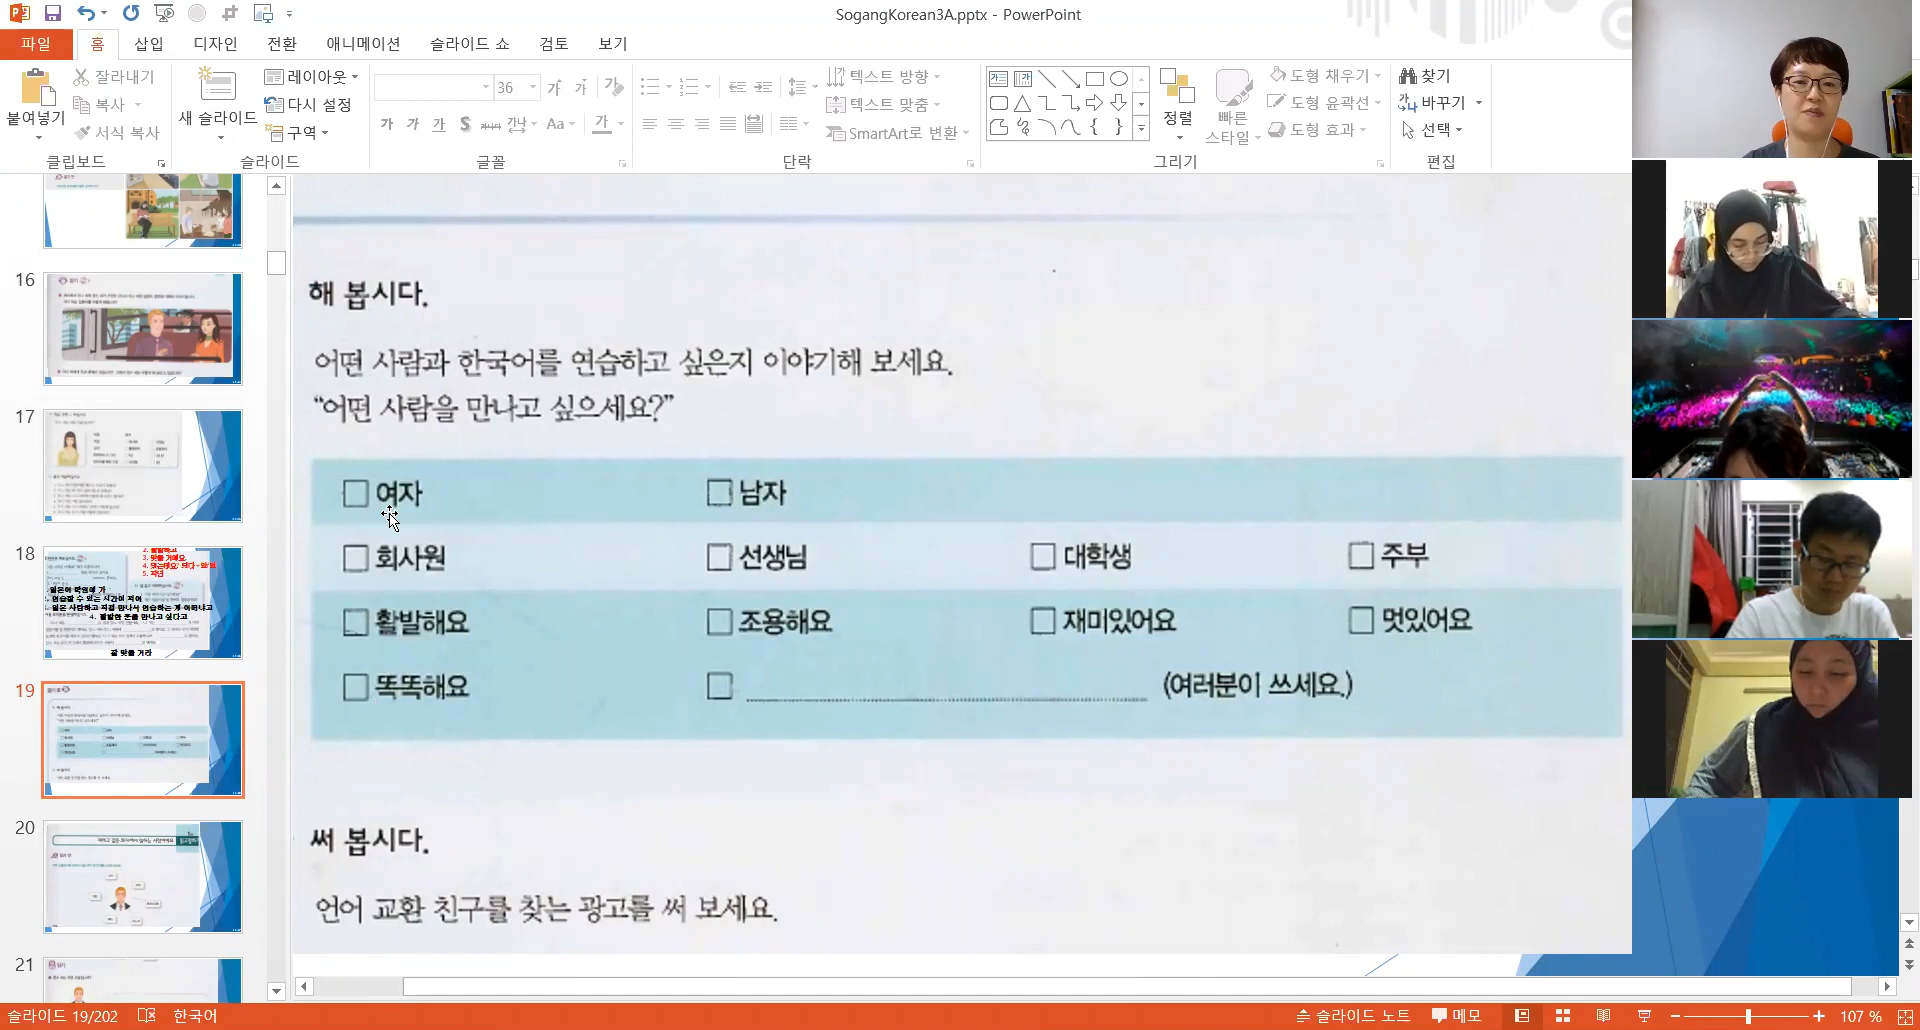 SogangKorean3A.pptx - PowerPoint
파일
홈
삽입
디자인
전환
애니메이션
슬라이드 쇼
검토
보기
붙여넣기
잘라내기
복사
서식 복사
클립보드
새 슬라이드
레이아웃
다시 설정
구역
슬라이드
36
글꼴
텍스트 방향
텍스트 맞춤
SmartArt로 변환
단락
정렬
빠른 스타일
도형 채우기
도형 윤곽선
도형 효과
그리기
찾기
바꾸기
선택
편집
16
17
18
19
20
21
해 봅시다.
어떤 사람과 한국어를 연습하고 싶은지 이야기해 보세요.
“어떤 사람을 만나고 싶으세요?”
여자 남자
회사원 선생님 대학생 주부
활발해요 조용해요 재미있어요 멋있어요
똑똑해요 (여러분이 쓰세요.)
써 봅시다.
언어 교환 친구를 찾는 광고를 써 보세요.
슬라이드 19/202
한국어
슬라이드 노트
메모
107 %